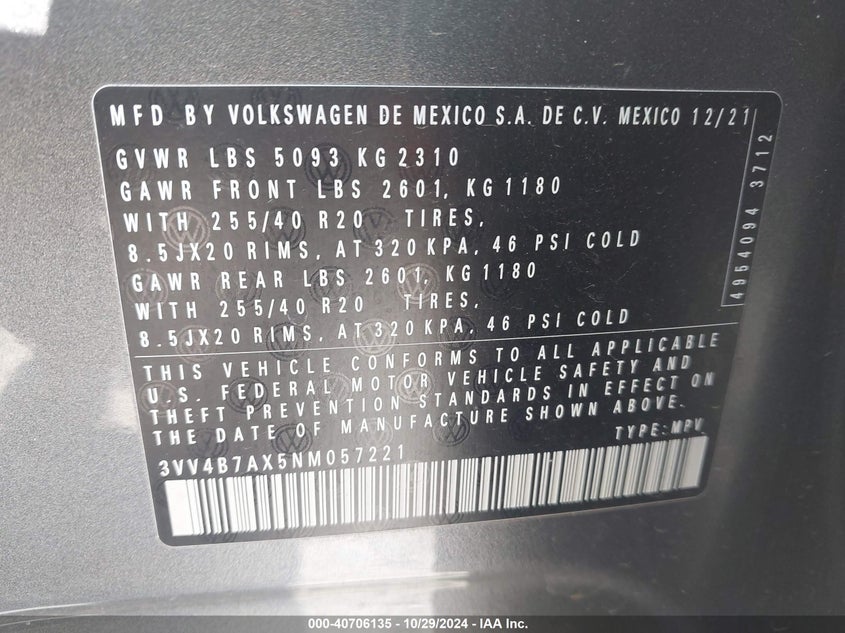 MFD BY VOLKSWAGEN DE MEXICO S.A. DE C.V. MEXICO 12/21
GVWR LBS 5093 KG 2310
GAWR FRONT LBS 2601, KG 1180
WITH 255/40 R20 TIRES,
8.5JX20 RIMS, AT 320 KPA, 46 PSI COLD
GAWR REAR LBS 2601, KG 1180
WITH 255/40 R20 TIRES,
8.5JX20 RIMS, AT 320 KPA, 46 PSI COLD
THIS VEHICLE CONFORMS TO ALL APPLICABLE
U.S. FEDERAL MOTOR VEHICLE SAFETY AND
THEFT PREVENTION STANDARDS IN EFFECT ON
THE DATE OF MANUFACTURE SHOWN ABOVE.
TYPE: MPV
3VV4B7AX5NM057221
4954094 3712
000-40706135 - 10/29/2024 - IAA Inc.